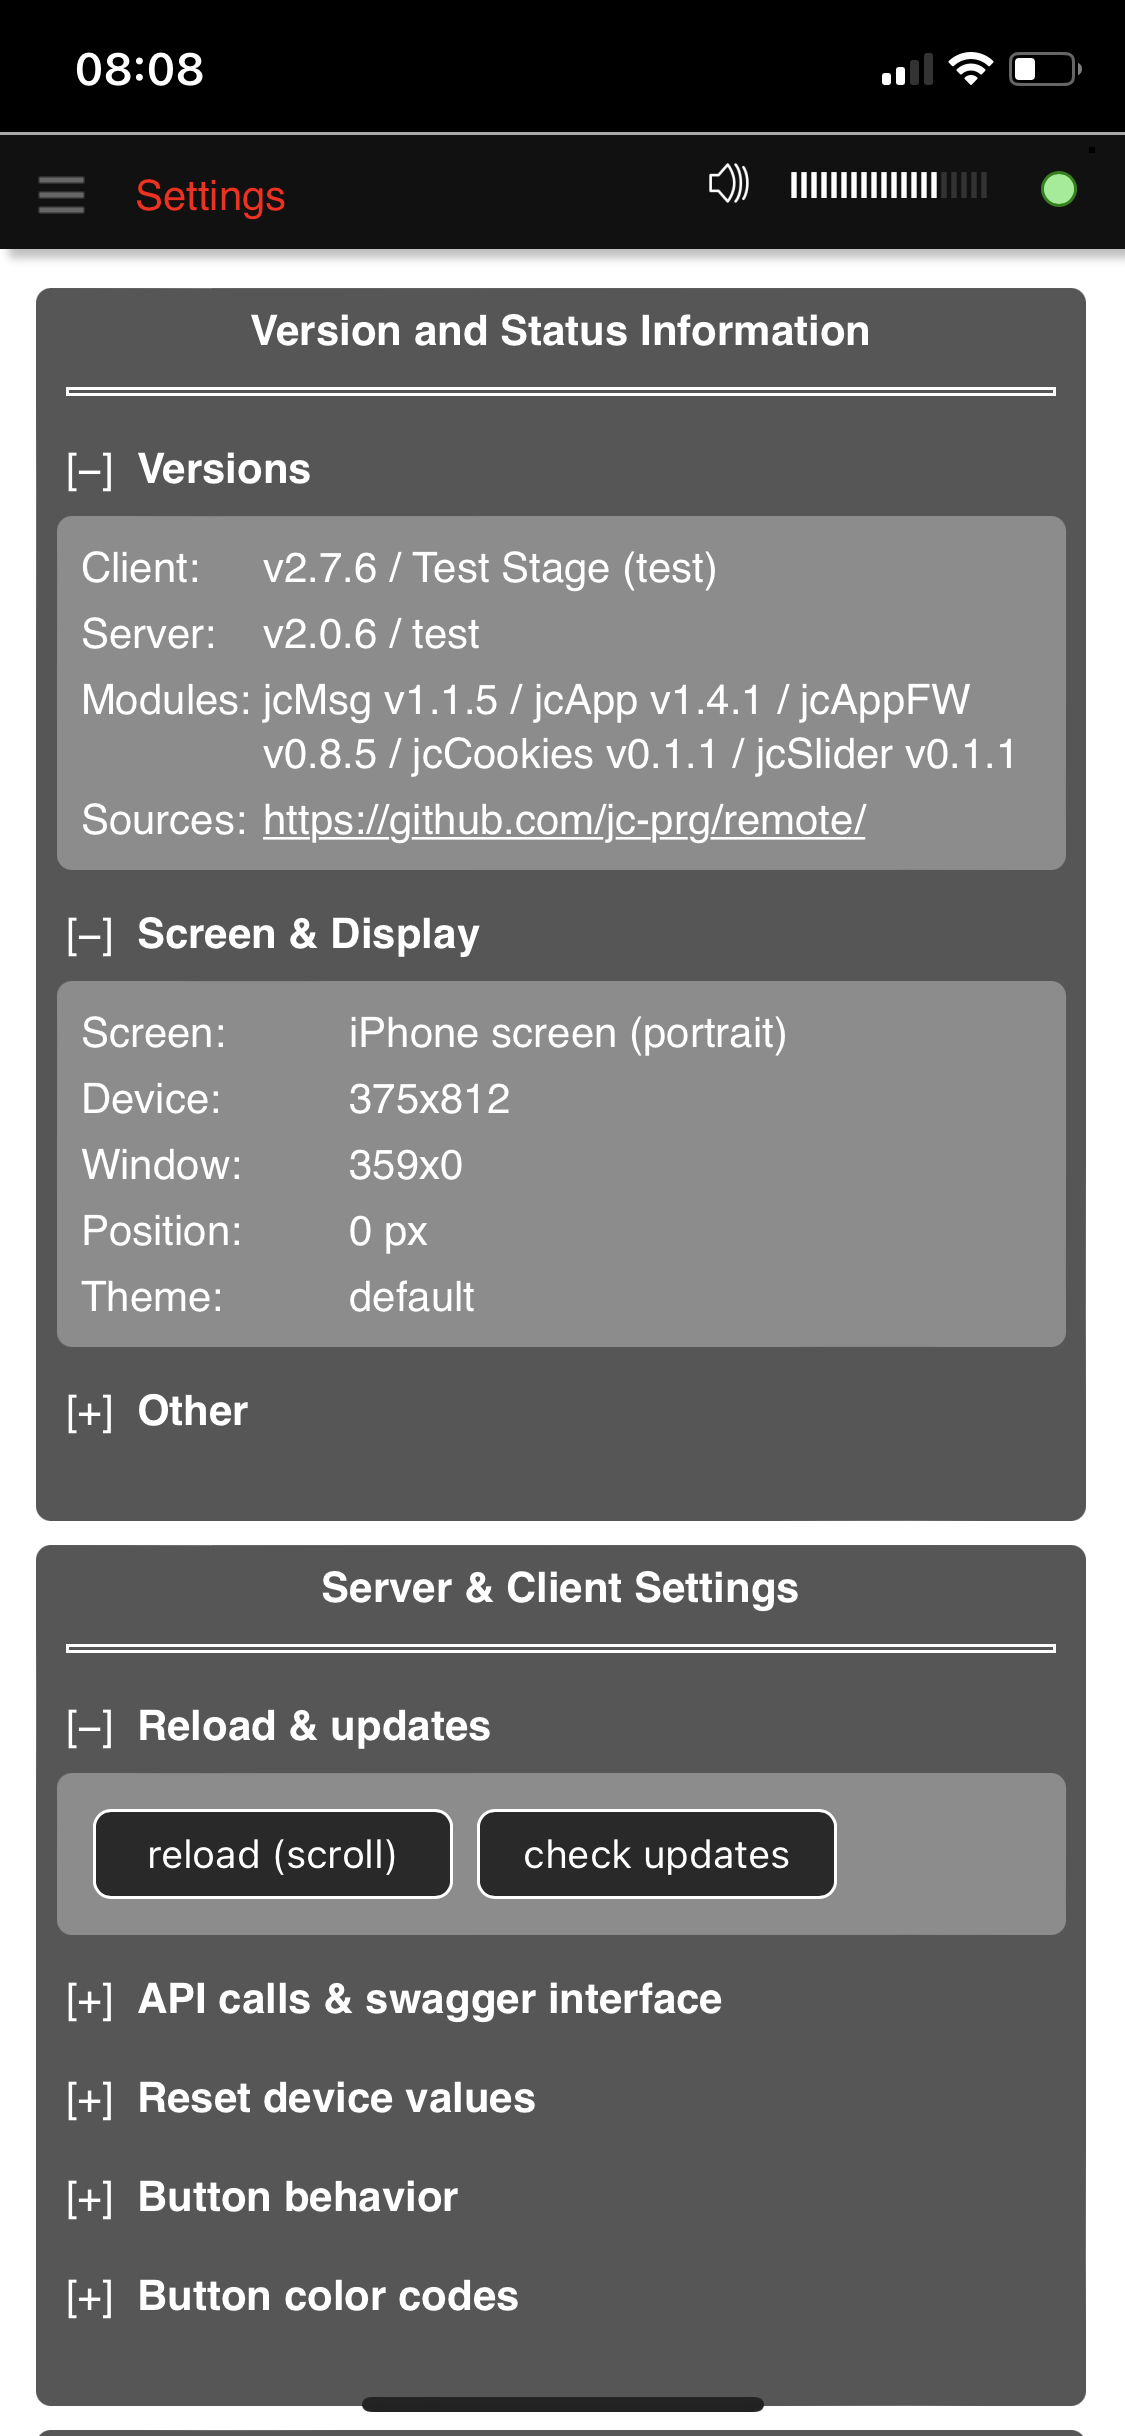 08:08
Settings
Version and Status Information
[–] Versions
Client: v2.7.6 / Test Stage (test)
Server: v2.0.6 / test
Modules: jcMsg v1.1.5 / jcApp v1.4.1 / jcAppFW
v0.8.5 / jcCookies v0.1.1 / jcSlider v0.1.1
Sources: https://github.com/jc-prg/remote/
[–] Screen & Display
Screen: iPhone screen (portrait)
Device: 375x812
Window: 359x0
Position: 0 px
Theme: default
[+] Other
Server & Client Settings
[–] Reload & updates
reload (scroll) check updates
[+] API calls & swagger interface
[+] Reset device values
[+] Button behavior
[+] Button color codes